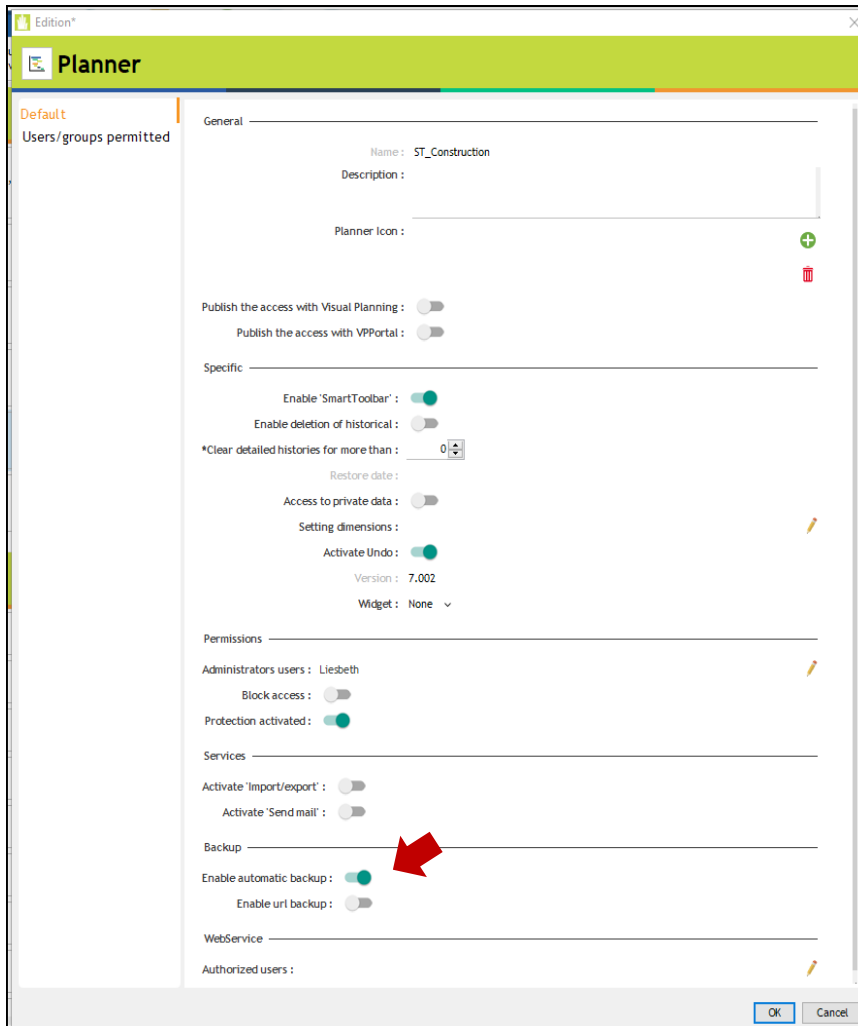 Edition*
Planner
Default
Users/groups permitted
General
Name : ST_Construction
Description :
Planner Icon :
Publish the access with Visual Planning :
Publish the access with VPPortal :
Specific
Enable 'SmartToolbar' :
Enable deletion of historical :
*Clear detailed histories for more than : 0
Restore date :
Access to private data :
Setting dimensions :
Activate Undo :
Version : 7.002
Widget : None
Permissions
Administrators users : Liesbeth
Block access :
Protection activated :
Services
Activate 'Import/export' :
Activate 'Send mail' :
Backup
Enable automatic backup :
Enable url backup :
WebService
Authorized users :
OK Cancel